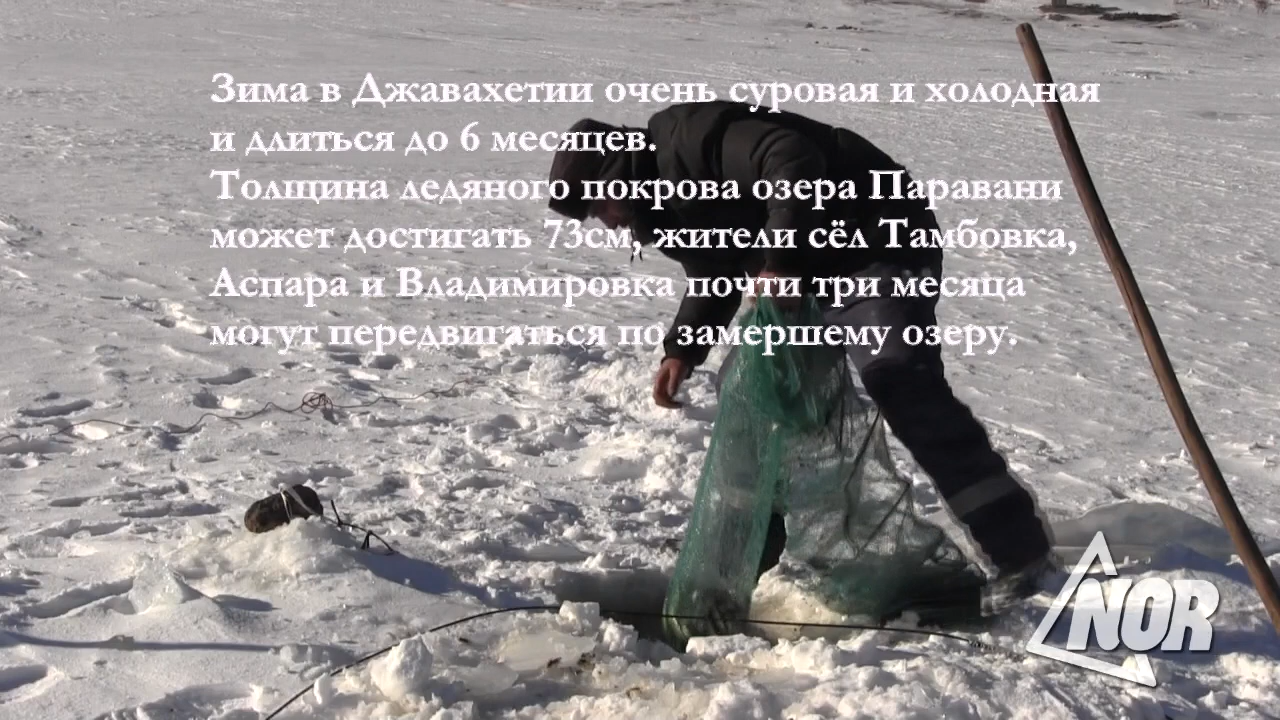 Зима в Джавахетии очень суровая и холодная
и длиться до 6 месяцев.
Толщина ледяного покрова озера Паравани
может достигать 73см, жители сёл Тамбовка,
Аспара и Владимировка почти три месяца
могут передвигаться по замершему озеру.
NOR